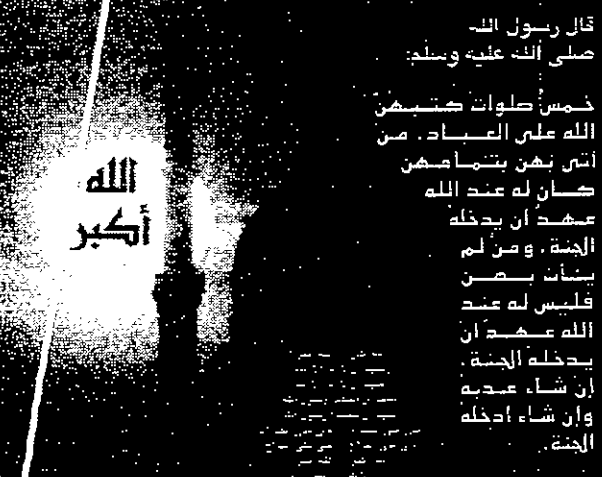 قال رسول الله
صلى الله عليه وسلم:
خمس صلوات كتبهن
الله على العباد، من
أتى بهن بتمامهن
كان له عند الله
عهد أن يدخله
الجنة، ومن لم
يتأت بهن
فليس له عند
الله عهد أن
يدخله الجنة،
إن شاء عذبه
وإن شاء أدخله
الجنة.
الله
أكبر